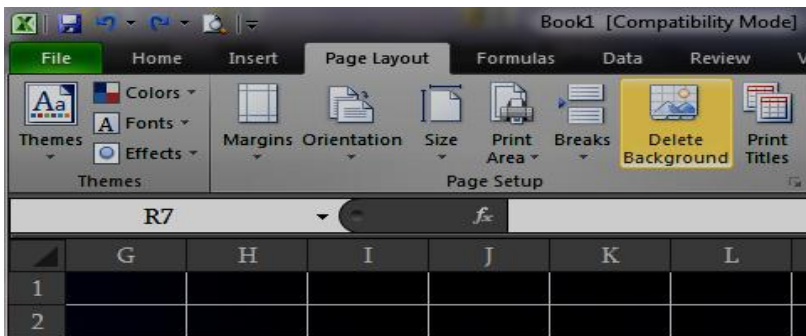 Book1 [Compatibility Mode]
File Home Insert Page Layout Formulas Data Review
Aa Themes
Colors
A Fonts
Effects
Themes
Margins Orientation Size Print Area Breaks Delete Background Print Titles
Page Setup
R7 fx
G H I J K L
1
2